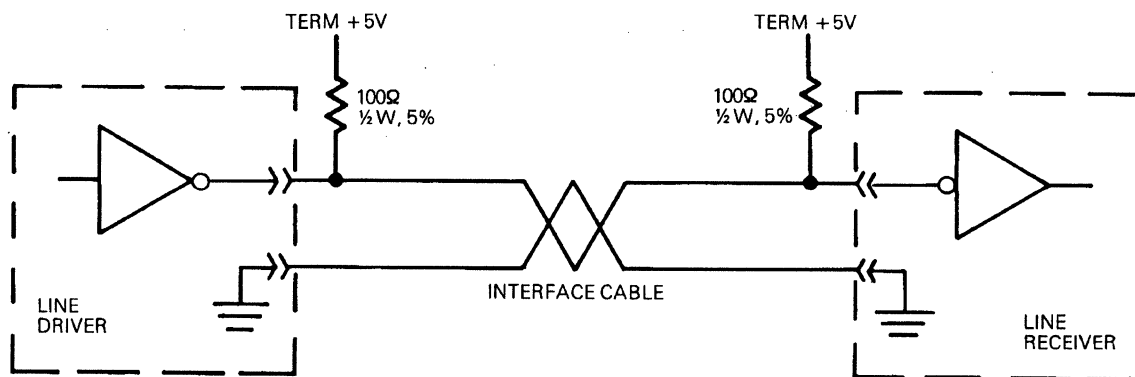 TERM +5V
TERM +5V
100Ω
½W, 5%
100Ω
½W, 5%
INTERFACE CABLE
LINE
DRIVER
LINE
RECEIVER